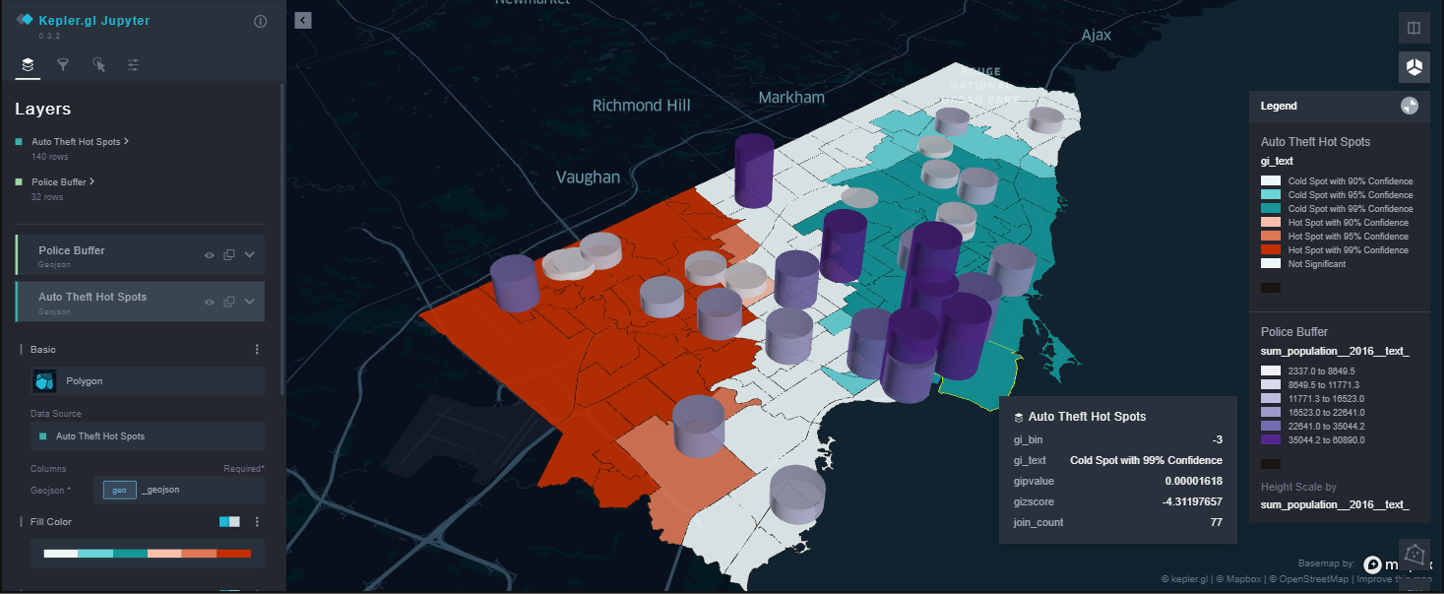 Kepler.gl Jupyter
0.3.2
Layers
Auto Theft Hot Spots
140 rows
Police Buffer
32 rows
Police Buffer
Geojson
Auto Theft Hot Spots
Geojson
Basic
Polygon
Data Source
Auto Theft Hot Spots
Columns Required*
Geojson * geo _geojson
Fill Color
Newmarket
Ajax
ROUGE
NATIONAL
URBAN PARK
Richmond Hill
Markham
Vaughan
Auto Theft Hot Spots
gi_bin -3
gi_text Cold Spot with 99% Confidence
gipvalue 0.00001618
gizscore -4.31197657
join_count 77
Legend
Auto Theft Hot Spots
gi_text
Cold Spot with 90% Confidence
Cold Spot with 95% Confidence
Cold Spot with 99% Confidence
Hot Spot with 90% Confidence
Hot Spot with 95% Confidence
Hot Spot with 99% Confidence
Not Significant
Police Buffer
sum_population__2016__text_
2337.0 to 8649.5
8649.5 to 11771.3
11771.3 to 16523.0
16523.0 to 22641.0
22641.0 to 35044.2
35044.2 to 60890.0
Height Scale by
sum_population__2016__text_
Basemap by:
© kepler.gl | © Mapbox | © OpenStreetMap | Improve this map